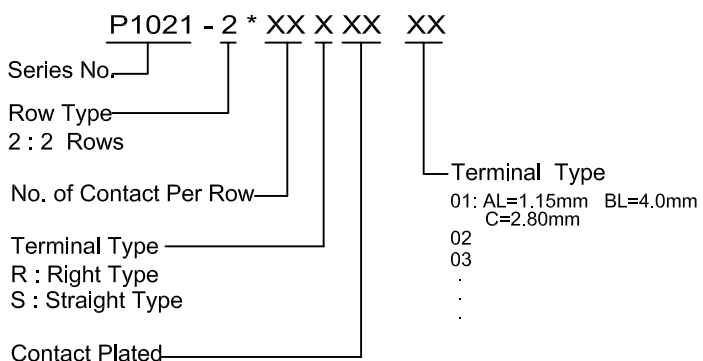 P1021 - 2 * XX X XX XX
Series No.
Row Type
2 : 2 Rows
No. of Contact Per Row
Terminal Type
R : Right Type
S : Straight Type
Contact Plated
Terminal Type
01: AL=1.15mm BL=4.0mm
C=2.80mm
02
03
.
.
.